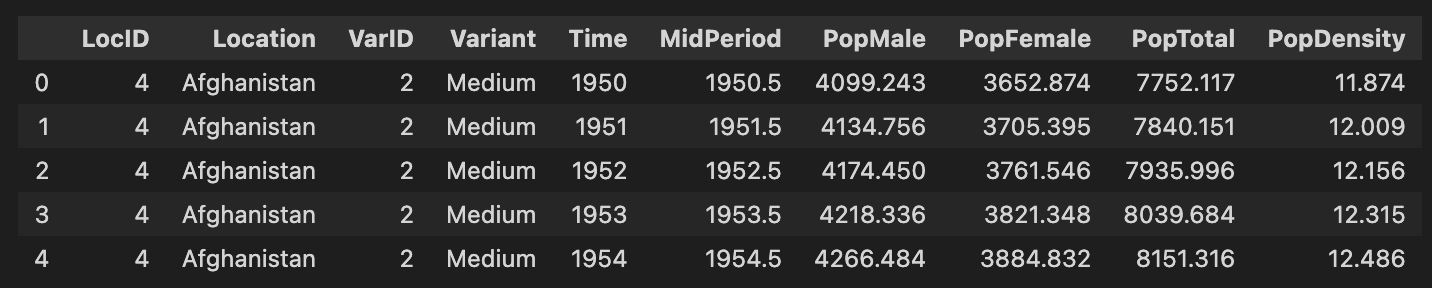 LocID Location VarID Variant Time MidPeriod PopMale PopFemale PopTotal PopDensity
0 4 Afghanistan 2 Medium 1950 1950.5 4099.243 3652.874 7752.117 11.874
1 4 Afghanistan 2 Medium 1951 1951.5 4134.756 3705.395 7840.151 12.009
2 4 Afghanistan 2 Medium 1952 1952.5 4174.450 3761.546 7935.996 12.156
3 4 Afghanistan 2 Medium 1953 1953.5 4218.336 3821.348 8039.684 12.315
4 4 Afghanistan 2 Medium 1954 1954.5 4266.484 3884.832 8151.316 12.486